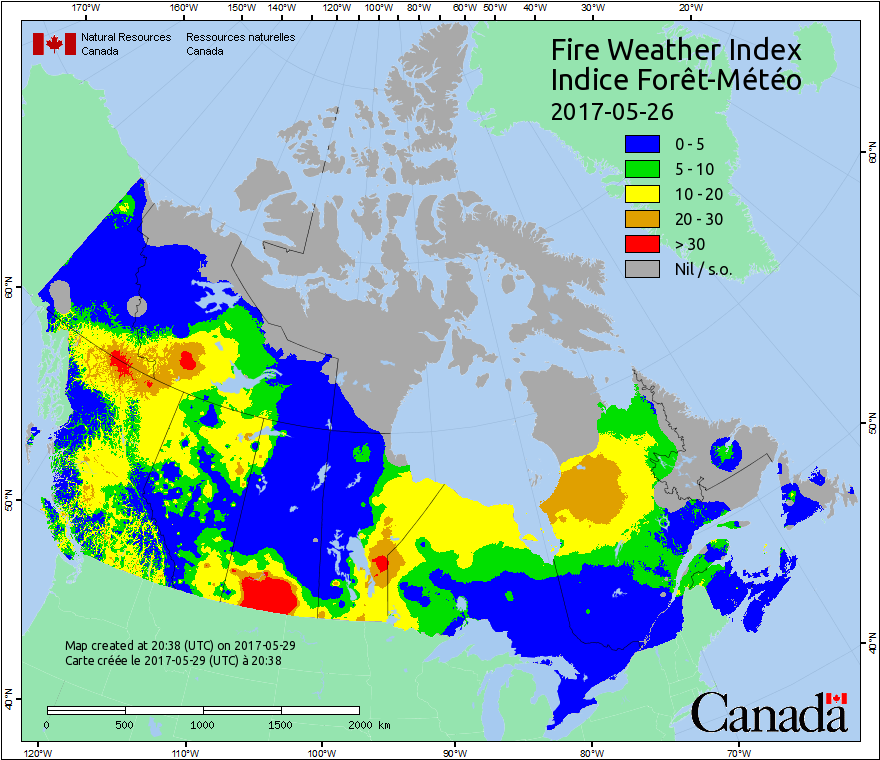 170°W 160°W 150°W 140°W 130°W 120°W 110°W 100°W 90°W 80°W 60°W 50°W 40°W 30°W 20°W
Natural Resources Ressources naturelles
Canada Canada
Fire Weather Index
Indice Forêt-Météo
2017-05-26
0 - 5
5 - 10
10 - 20
20 - 30
> 30
Nil / s.o.
60°N
60°N
50°N
50°N
40°N
40°N
Map created at 20:38 (UTC) on 2017-05-29
Carte créée le 2017-05-29 (UTC) à 20:38
0 500 1000 1500 2000 km
Canada
120°W 110°W 100°W 90°W 80°W 70°W